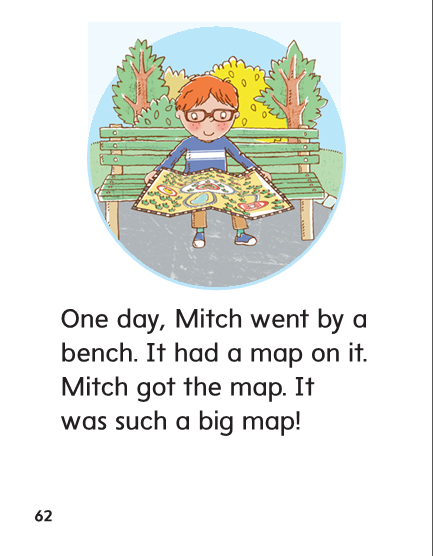 One day, Mitch went by a
bench. It had a map on it.
Mitch got the map. It
was such a big map!
62